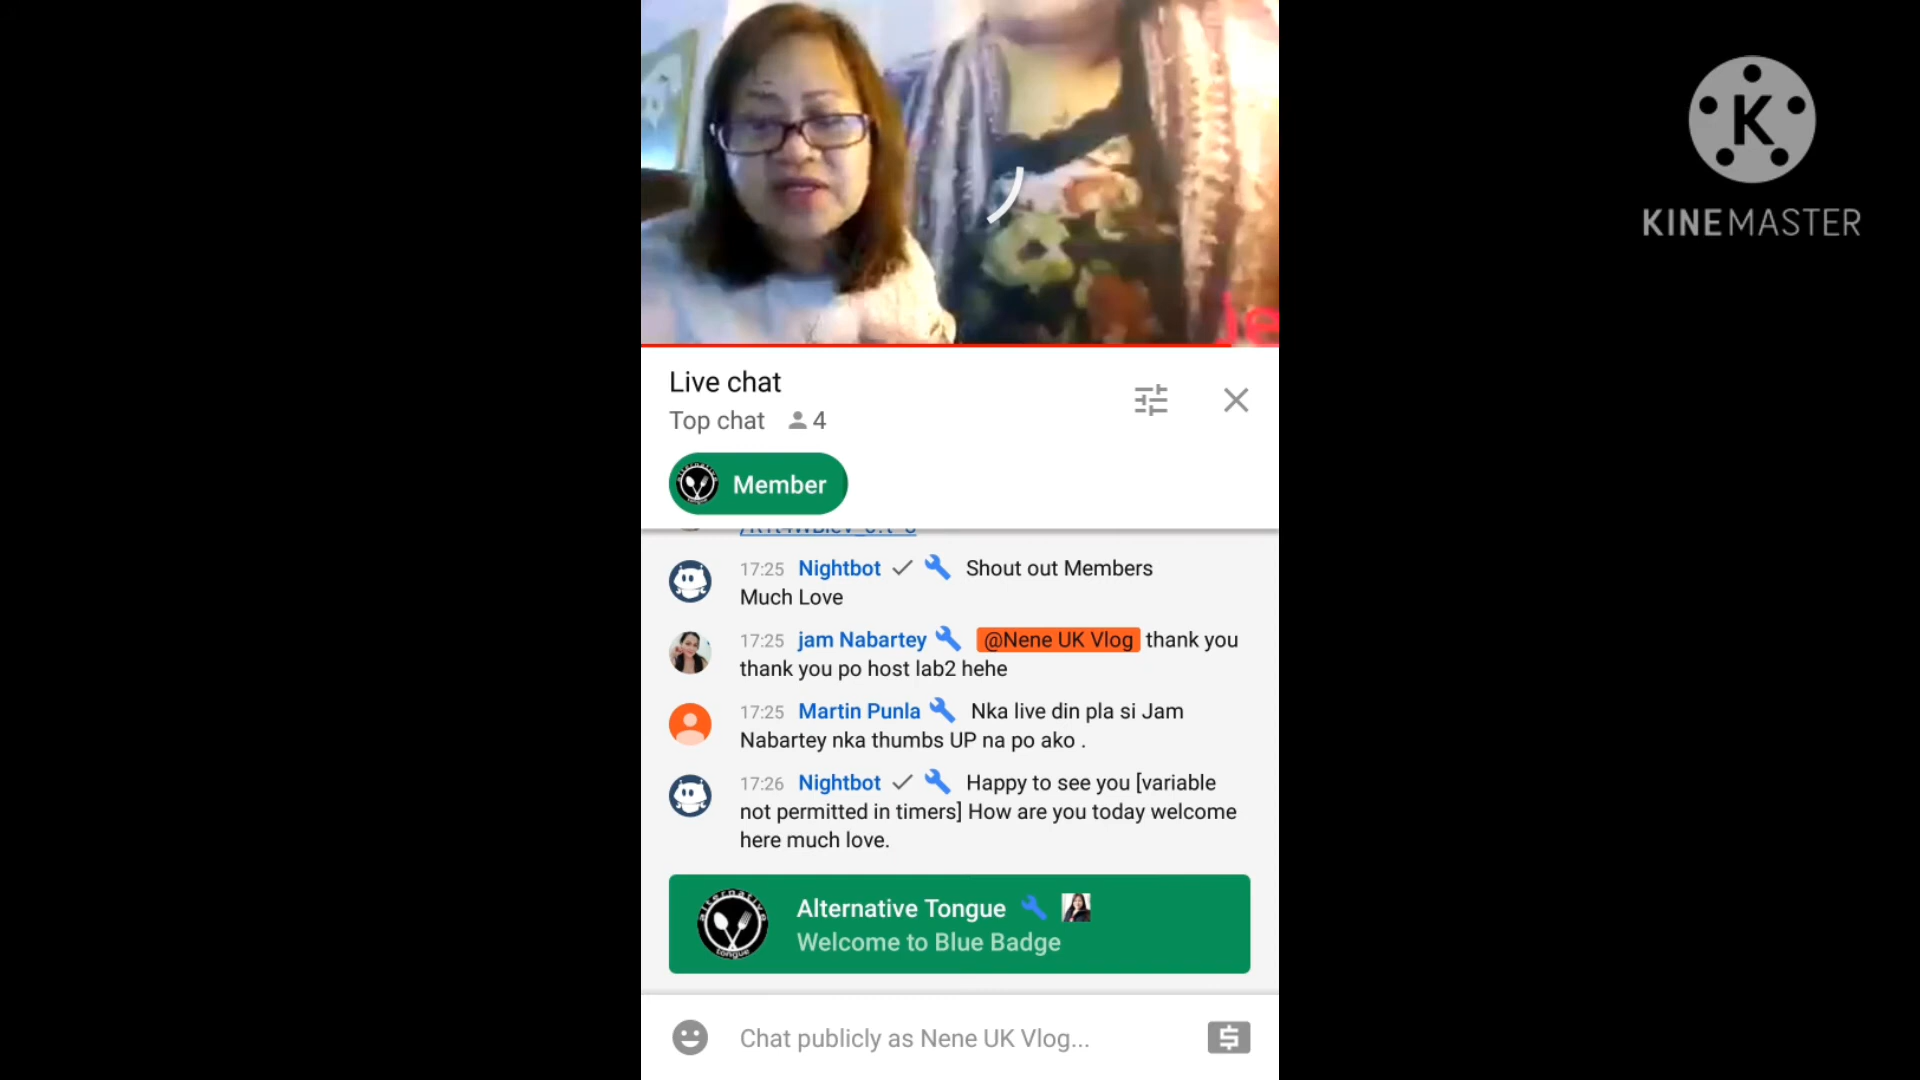 KINEMASTER
Live chat
Top chat 4
Member
17:25 Nightbot Shout out Members
Much Love
17:25 jam Nabartey @Nene UK Vlog thank you
thank you po host lab2 hehe
17:25 Martin Punla Nka live din pla si Jam
Nabartey nka thumbs UP na po ako .
17:26 Nightbot Happy to see you [variable
not permitted in timers] How are you today welcome
here much love.
alternative
tongue
Alternative Tongue
Welcome to Blue Badge
Chat publicly as Nene UK Vlog...